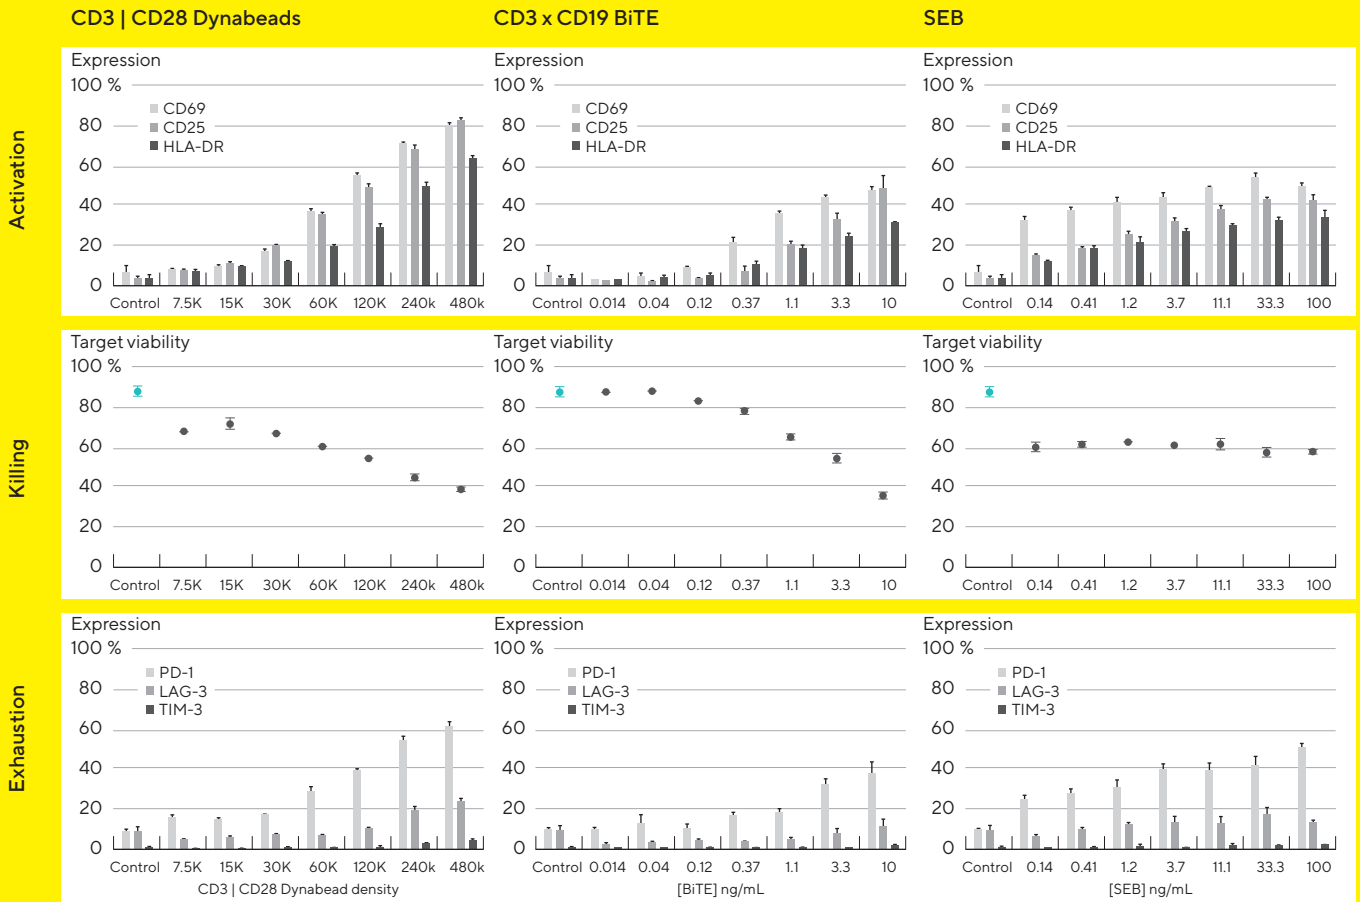 CD3 | CD28 Dynabeads
CD3 x CD19 BiTE
SEB
Activation
Expression
100 %
CD69
80
CD25
HLA-DR
60
40
20
0
Control 7.5K 15K 30K 60K 120K 240k 480k
Expression
100 %
CD69
80
CD25
HLA-DR
60
40
20
0
Control 0.014 0.04 0.12 0.37 1.1 3.3 10
Expression
100 %
CD69
80
CD25
HLA-DR
60
40
20
0
Control 0.14 0.41 1.2 3.7 11.1 33.3 100
Killing
Target viability
100 %
80
60
40
20
0
Control 7.5K 15K 30K 60K 120K 240k 480k
Target viability
100 %
80
60
40
20
0
Control 0.014 0.04 0.12 0.37 1.1 3.3 10
Target viability
100 %
80
60
40
20
0
Control 0.14 0.41 1.2 3.7 11.1 33.3 100
Exhaustion
Expression
100 %
PD-1
80
LAG-3
TIM-3
60
40
20
0
Control 7.5K 15K 30K 60K 120K 240k 480k
CD3 | CD28 Dynabead density
Expression
100 %
PD-1
80
LAG-3
TIM-3
60
40
20
0
Control 0.014 0.04 0.12 0.37 1.1 3.3 10
[BiTE] ng/mL
Expression
100 %
PD-1
80
LAG-3
TIM-3
60
40
20
0
Control 0.14 0.41 1.2 3.7 11.1 33.3 100
[SEB] ng/mL